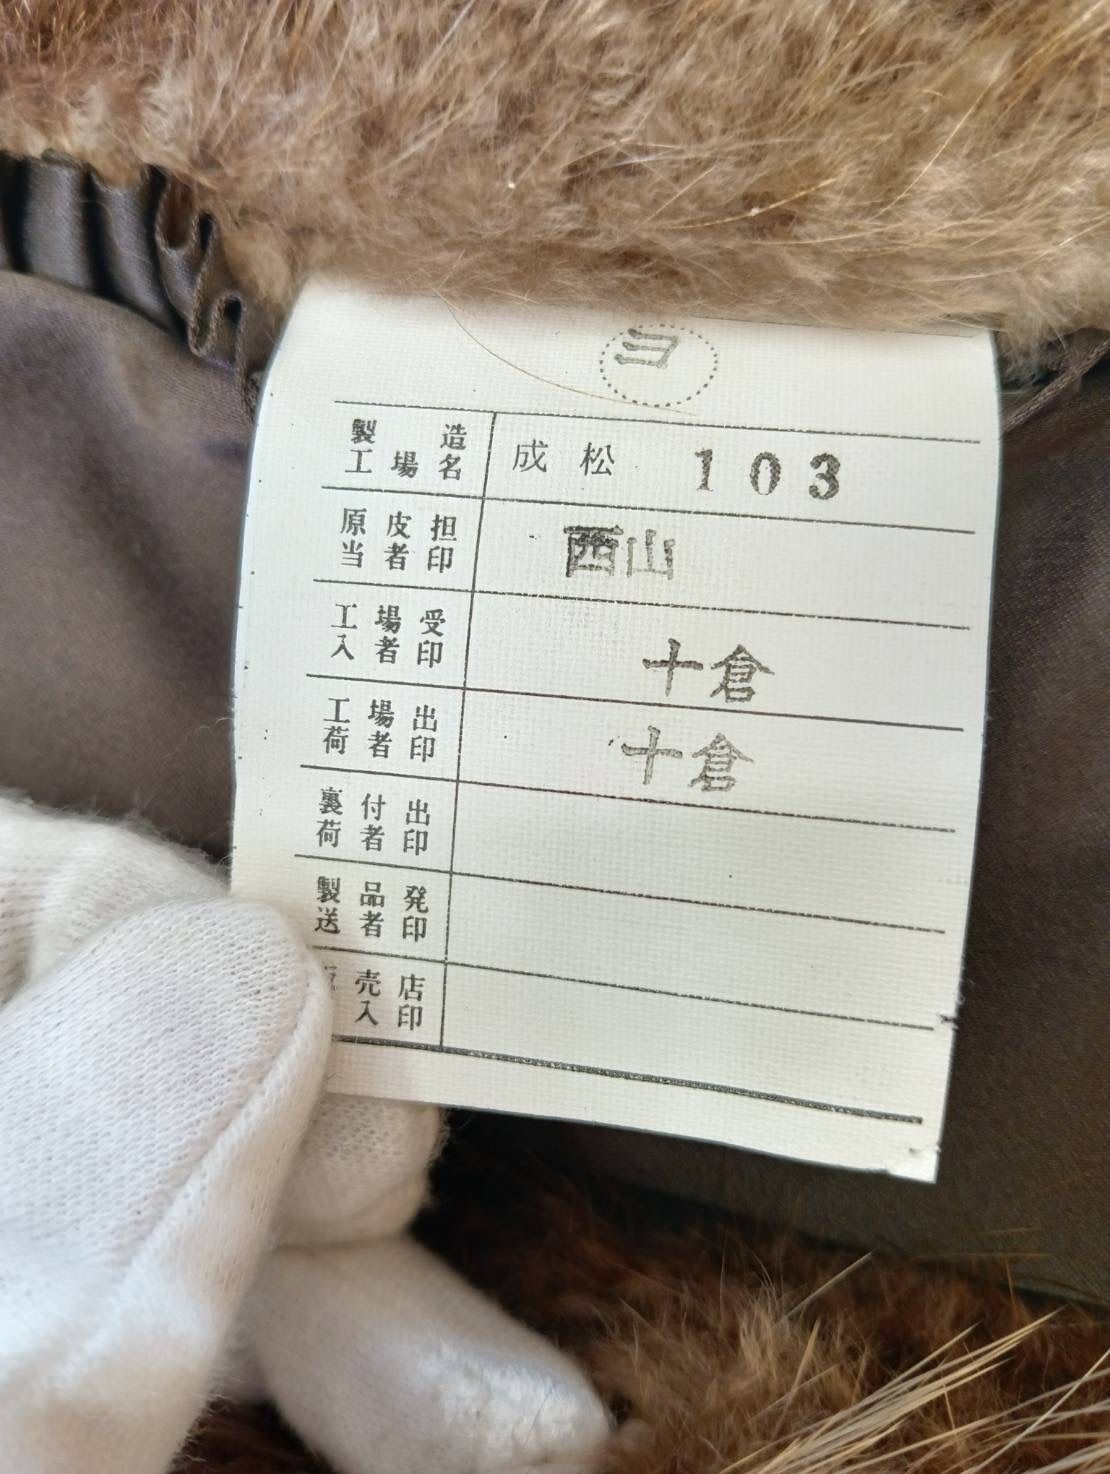 ヨ
製造工場名 成松 103
原皮担当者印 西山
工場受入者印 十倉
工場出荷者印 十倉
裏付出荷者印
製品発送者印
売店入印